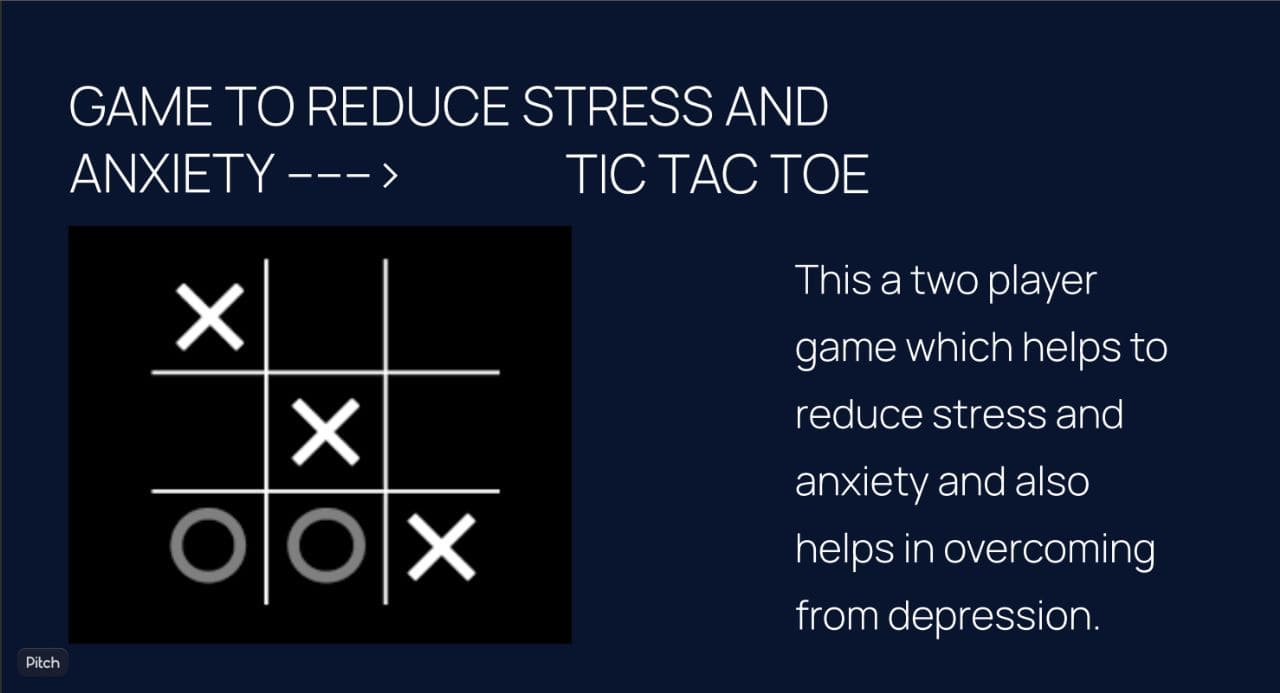 GAME TO REDUCE STRESS AND
ANXIETY ---> TIC TAC TOE
This a two player
game which helps to
reduce stress and
anxiety and also
helps in overcoming
from depression.
Pitch